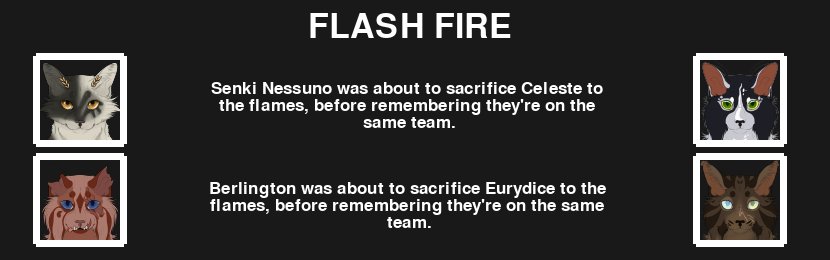 FLASH FIRE
Senki Nessuno was about to sacrifice Celeste to
the flames, before remembering they're on the
same team.
Berlington was about to sacrifice Eurydice to the
flames, before remembering they're on the same
team.